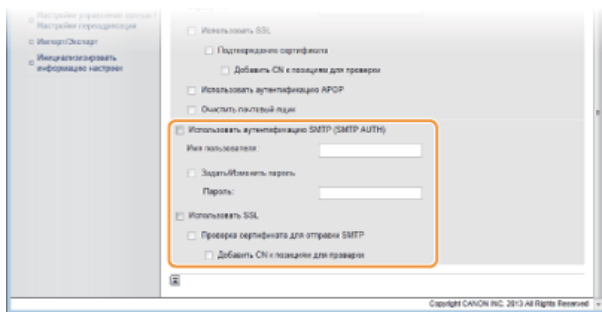 Настройки управления данными
Настройки переадресации
Импорт/Экспорт
Инициализировать
информацию настроек
Использовать SSL
Подтверждение сертификата
Добавить CN к позициям для проверки
Использовать аутентификацию APOP
Очистить почтовый ящик
Использовать аутентификацию SMTP (SMTP AUTH)
Имя пользователя:
Задать/Изменить пароль
Пароль:
Использовать SSL
Проверка сертификата для отправки SMTP
Добавить CN к позициям для проверки
Copyright CANON INC. 2013 All Rights Reserved